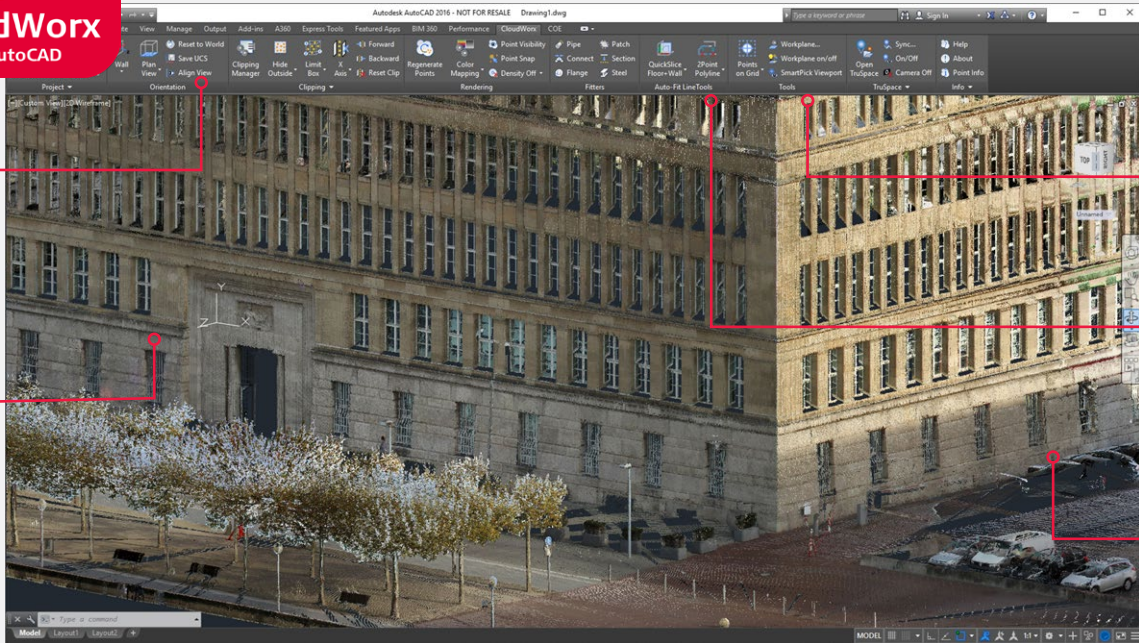 dWorx
utoCAD
Autodesk AutoCAD 2016 - NOT FOR RESALE Drawing1.dwg
Type a keyword or phrase
Sign In
te View Manage Output Add-ins A360 Express Tools Featured Apps BIM 360 Performance CloudWorx COE
Wall
Plan
View
Reset to World
Save UCS
Align View
Clipping
Manager
Hide
Outside
Limit
Box
X
Axis
Forward
Backward
Reset Clip
Regenerate
Points
Color
Mapping
Point Visibility
Point Snap
Density Off
Pipe
Connect
Flange
Patch
Section
Steel
QuickSlice
Floor+Wall
2Point
Polyline
Points
on Grid
Workplane...
Workplane on/off
SmartPick Viewport
Open
TruSpace
Sync...
On/Off
Camera Off
Help
About
Point Info
Project Orientation Clipping Rendering Fitters Auto-Fit LineTools Tools TruSpace Info
[-][Custom View][2D Wireframe]
TOP
Unnamed
Y
Z
X
Type a command
Model Layout1 Layout2 +
MODEL
1:1